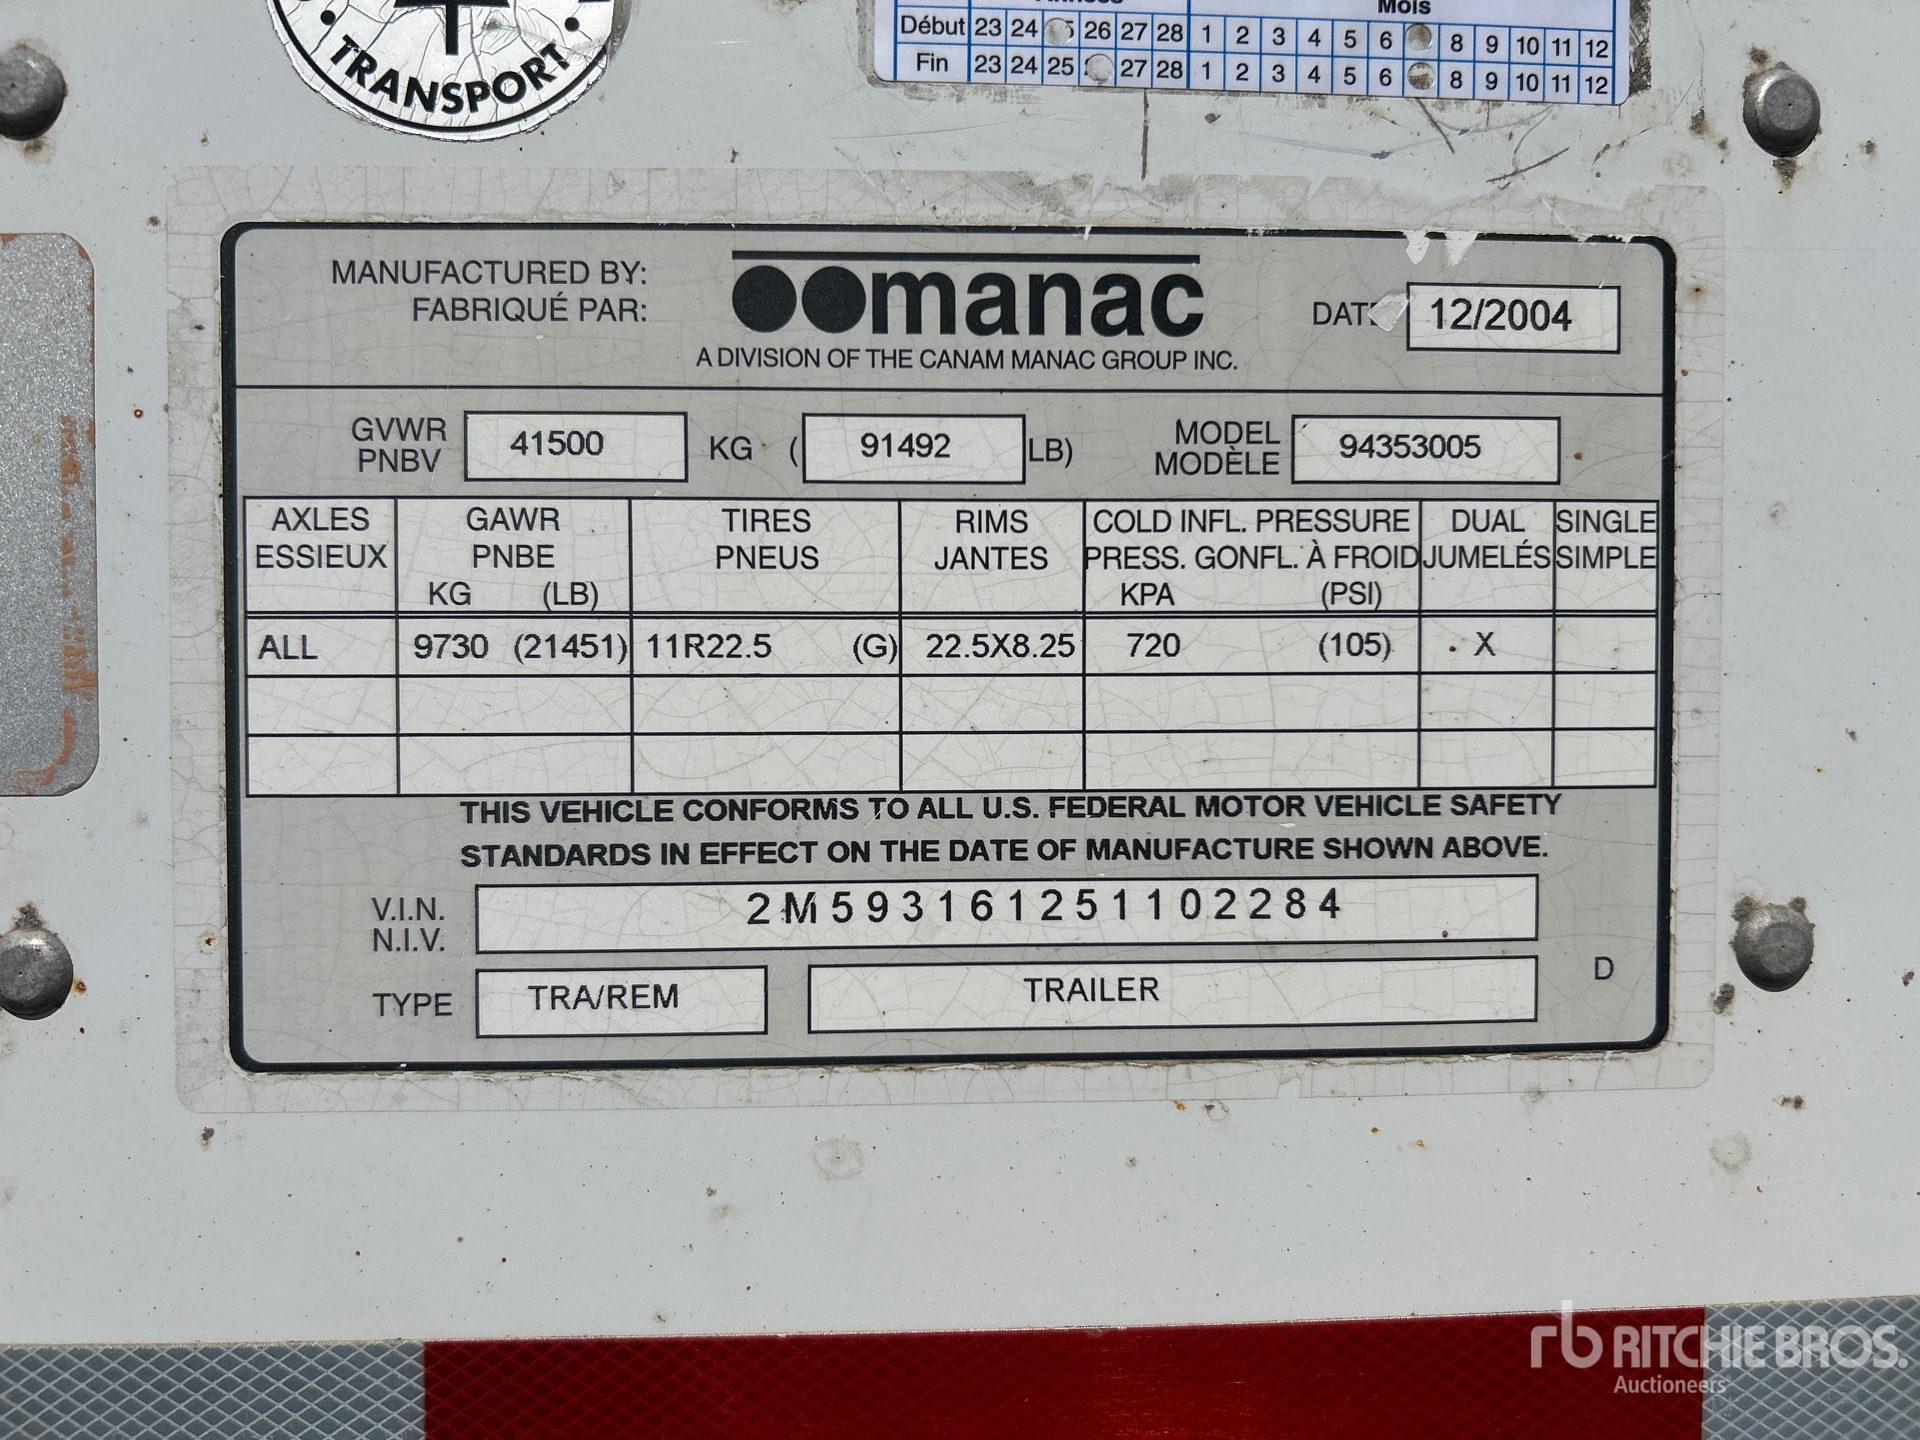 TRANSPORT
Mois
Début 23 24 26 27 28 1 2 3 4 5 6 8 9 10 11 12
Fin 23 24 25 27 28 1 2 3 4 5 6 8 9 10 11 12
MANUFACTURED BY:
FABRIQUÉ PAR:
manac
A DIVISION OF THE CANAM MANAC GROUP INC.
DATE 12/2004
GVWR
PNBV
41500 KG (91492 LB)
MODEL
MODÈLE
94353005
AXLES GAWR TIRES RIMS COLD INFL. PRESSURE DUAL SINGLE
ESSIEUX PNBE PNEUS JANTES PRESS. GONFL. À FROID JUMELÉS SIMPLE
KG (LB) KPA (PSI)
ALL 9730 (21451) 11R22.5 (G) 22.5X8.25 720 (105) X
THIS VEHICLE CONFORMS TO ALL U.S. FEDERAL MOTOR VEHICLE SAFETY
STANDARDS IN EFFECT ON THE DATE OF MANUFACTURE SHOWN ABOVE.
V.I.N.
N.I.V.
2M593161251102284
TYPE TRA/REM TRAILER D
rb RITCHIE BROS.
Auctioneers